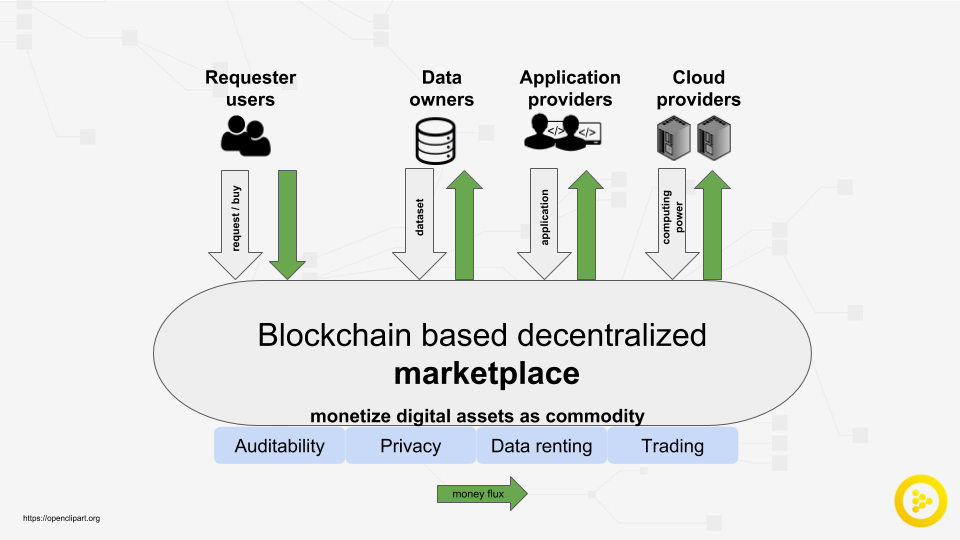 Requester
users
Data
owners
Application
providers
Cloud
providers
</>
</>
request / buy
dataset
application
computing
power
Blockchain based decentralized
marketplace
monetize digital assets as commodity
Auditability
Privacy
Data renting
Trading
money flux
https://openclipart.org